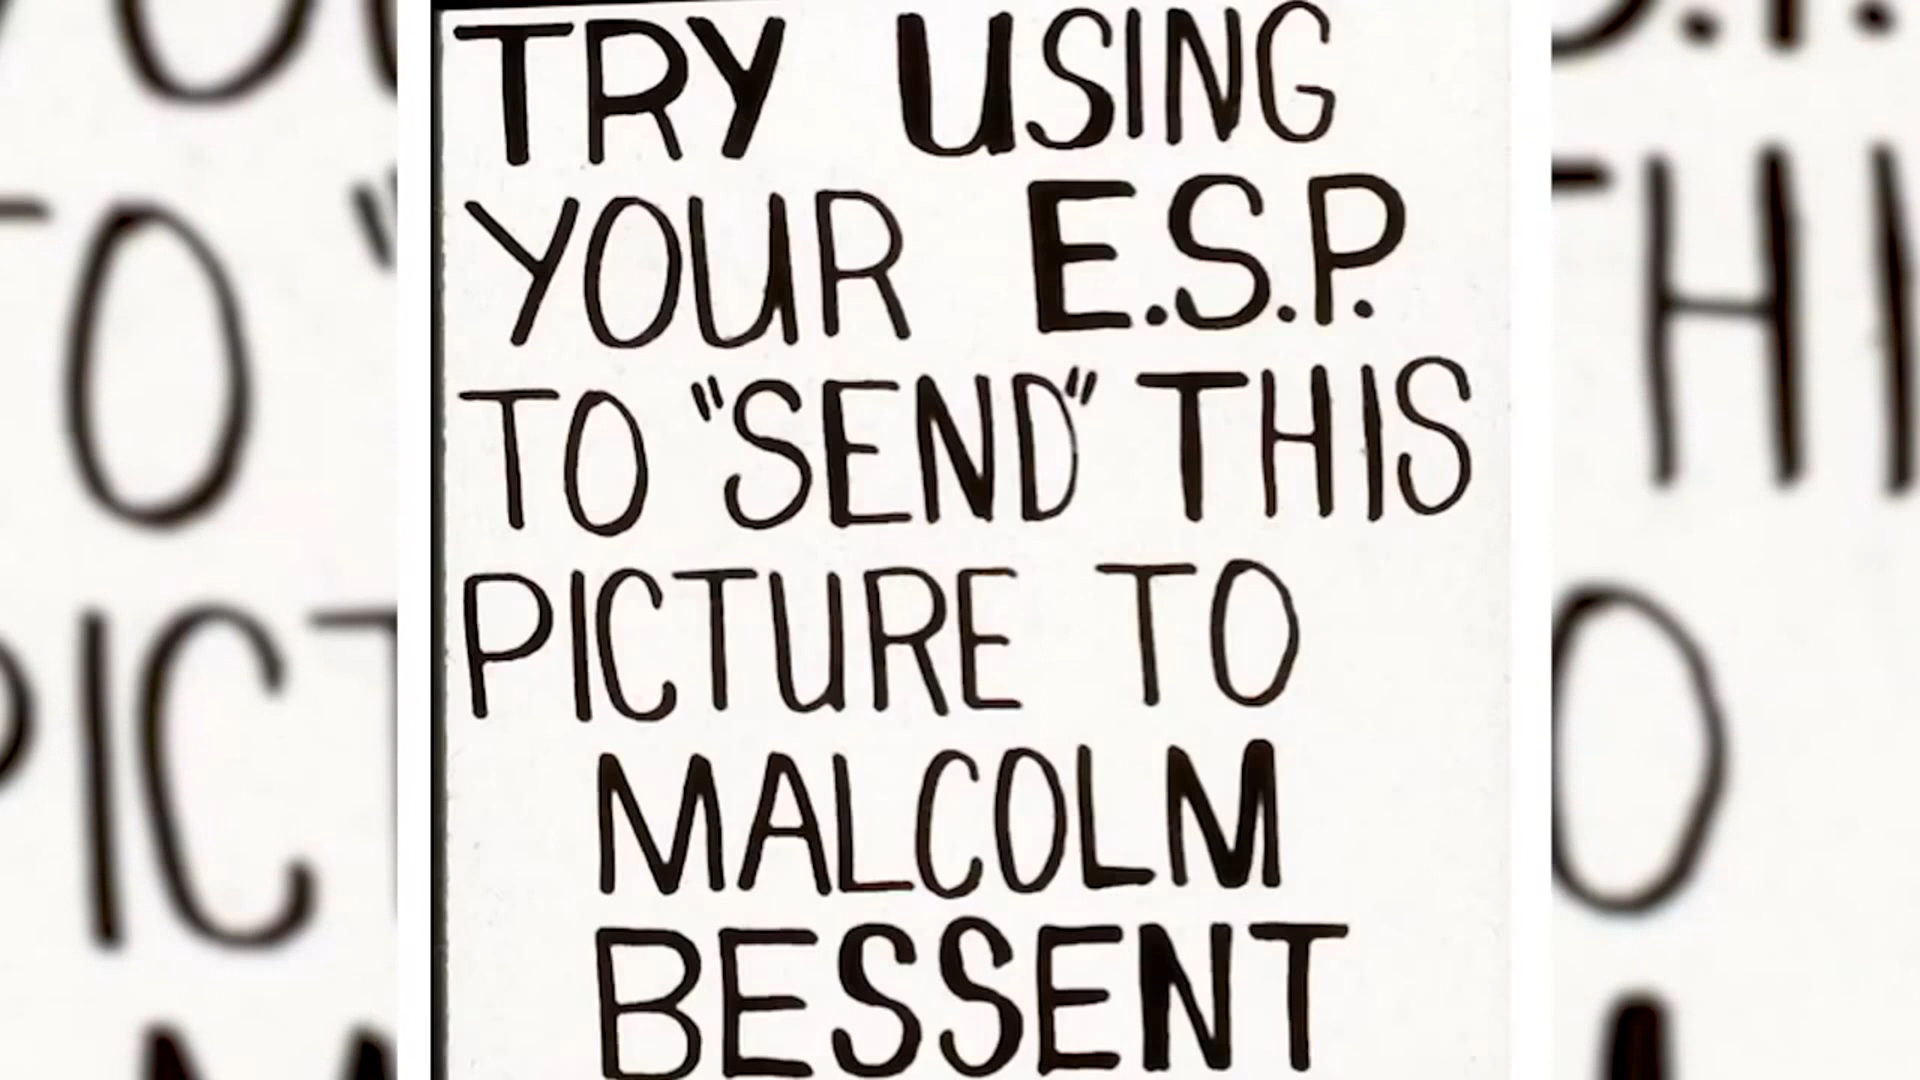 TRY USING
YOUR E.S.P.
TO "SEND" THIS
PICTURE TO
MALCOLM
BESSENT